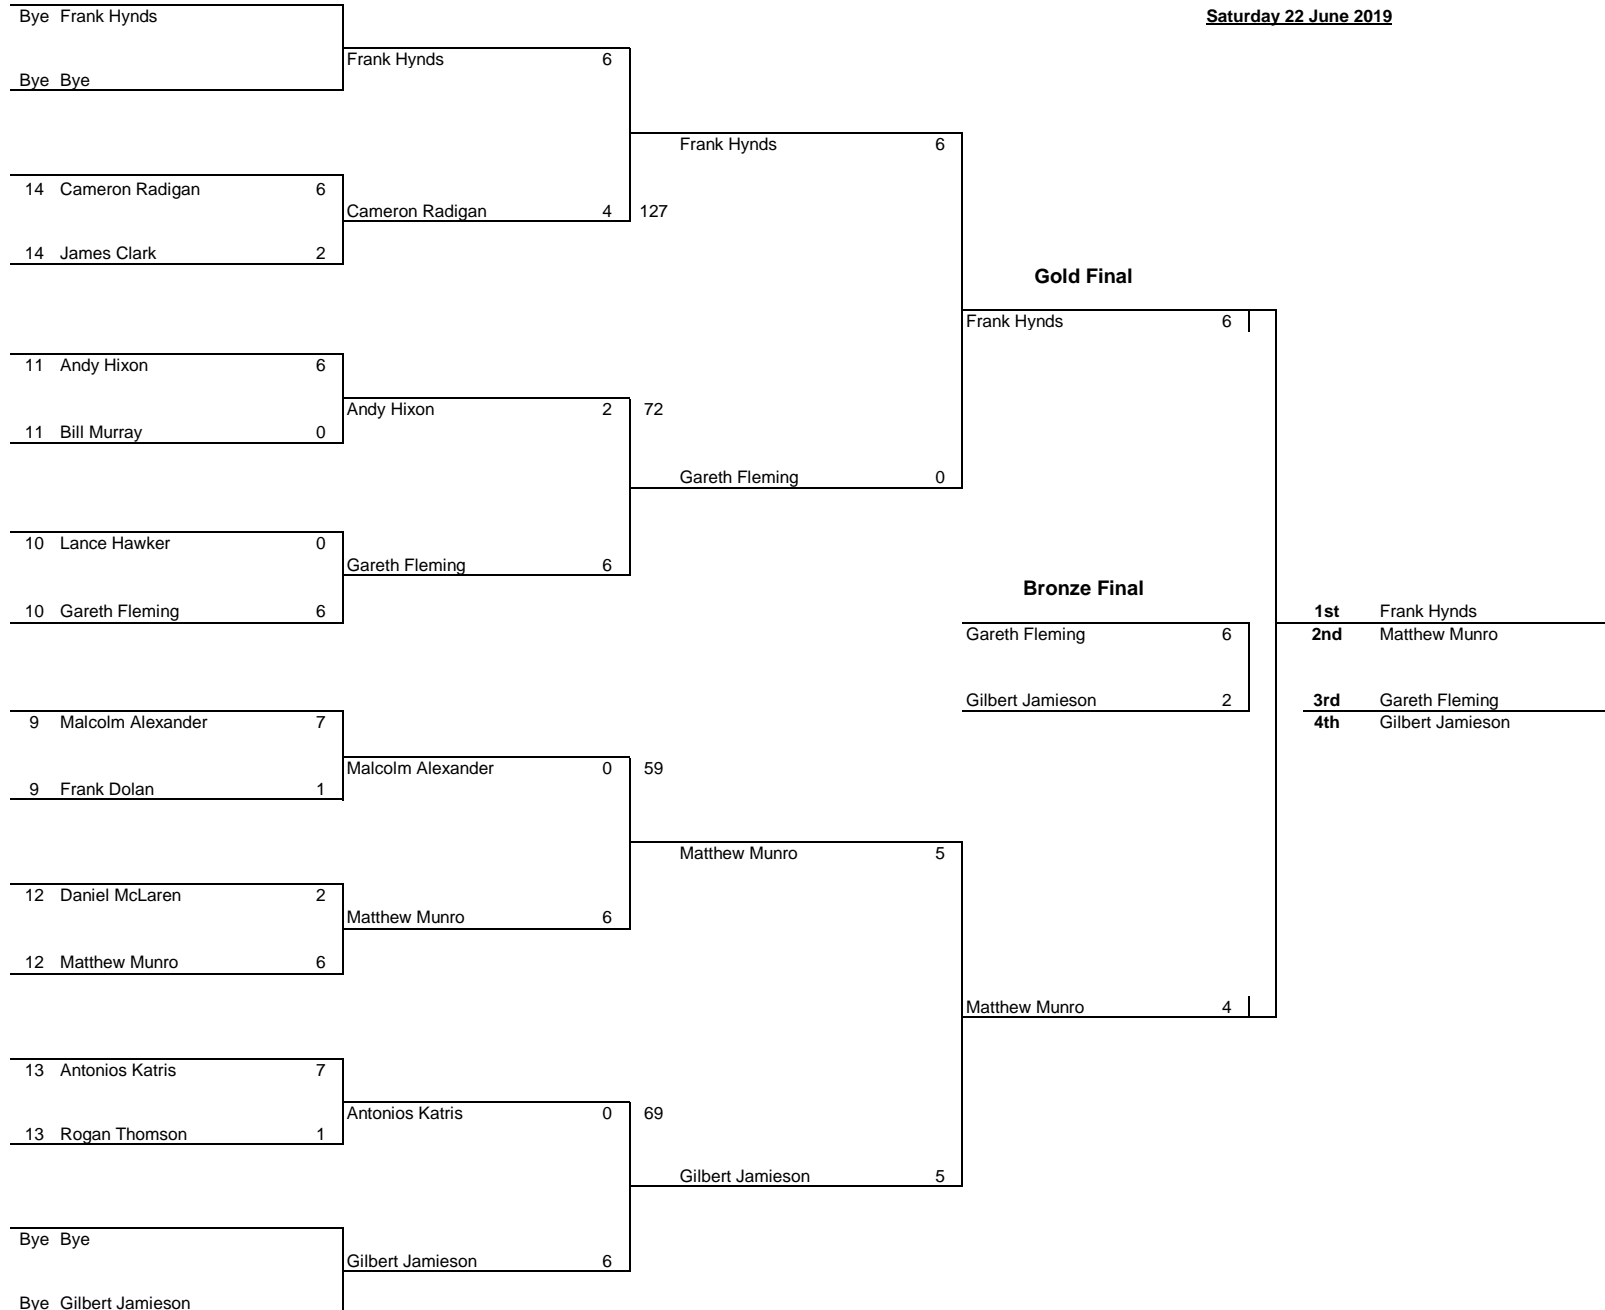 Bye Frank Hynds
Saturday 22 June 2019
Frank Hynds 6
Bye Bye
Frank Hynds 6
14 Cameron Radigan 6
Cameron Radigan 4 127
14 James Clark 2
Gold Final
Frank Hynds 6
11 Andy Hixon 6
Andy Hixon 2 72
11 Bill Murray 0
Gareth Fleming 0
10 Lance Hawker 0
Gareth Fleming 6
Bronze Final
10 Gareth Fleming 6
1st Frank Hynds
Gareth Fleming 6
2nd Matthew Munro
Gilbert Jamieson 2
3rd Gareth Fleming
9 Malcolm Alexander 7
4th Gilbert Jamieson
Malcolm Alexander 0 59
9 Frank Dolan 1
Matthew Munro 5
12 Daniel McLaren 2
Matthew Munro 6
12 Matthew Munro 6
Matthew Munro 4
13 Antonios Katris 7
Antonios Katris 0 69
13 Rogan Thomson 1
Gilbert Jamieson 5
Bye Bye
Gilbert Jamieson 6
Bye Gilbert Jamieson